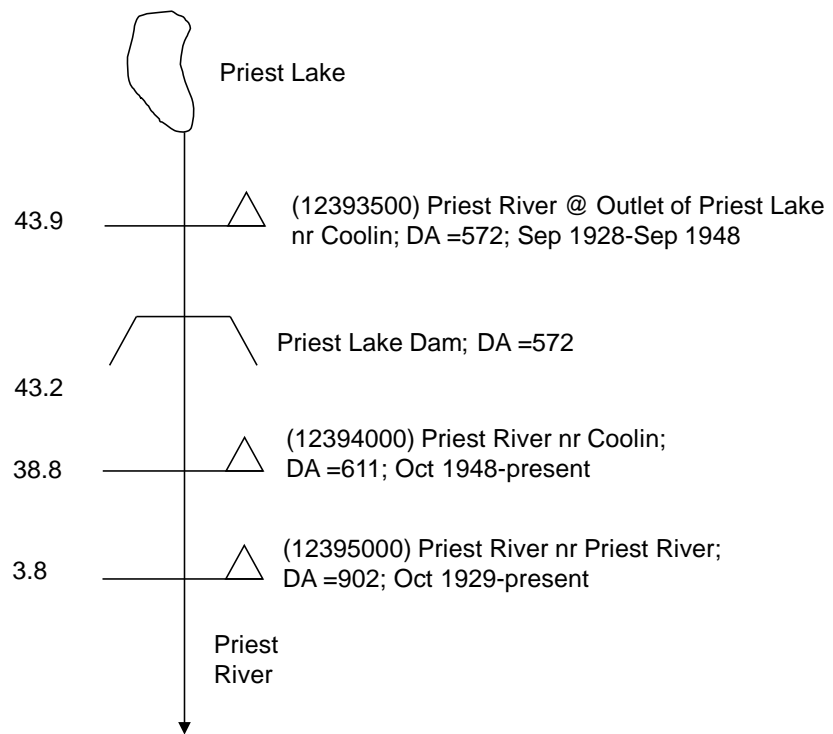 Priest Lake
43.9
(12393500) Priest River @ Outlet of Priest Lake
nr Coolin; DA =572; Sep 1928-Sep 1948
Priest Lake Dam; DA =572
43.2
(12394000) Priest River nr Coolin;
DA =611; Oct 1948-present
38.8
(12395000) Priest River nr Priest River;
DA =902; Oct 1929-present
3.8
Priest
River